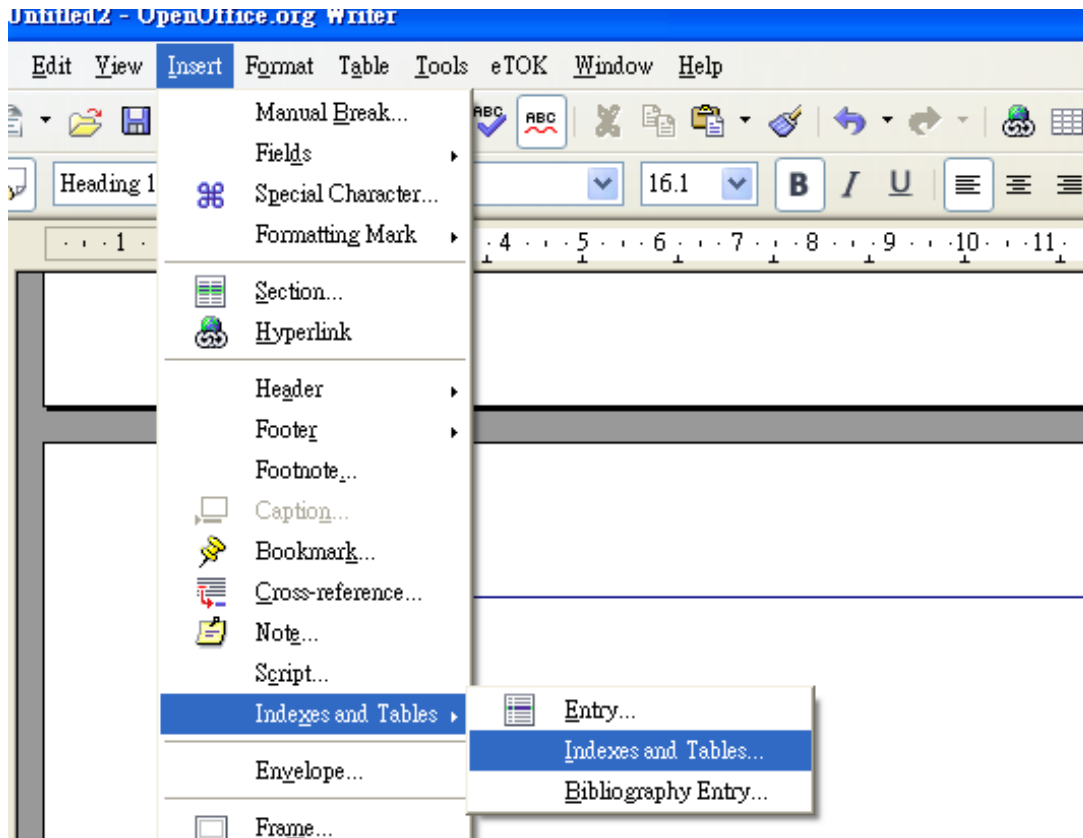 Untitled2 - OpenOffice.org Writer
Edit View Insert Format Table Tools eTOK Window Help
ABC ABC
Heading 1 16.1 B I U
1 4 5 6 7 8 9 10 11
Manual Break...
Fields
Special Character...
Formatting Mark
Section...
Hyperlink
Header
Footer
Footnote...
Caption...
Bookmark...
Cross-reference...
Note...
Script...
Indexes and Tables
Entry...
Indexes and Tables...
Bibliography Entry...
Envelope...
Frame...